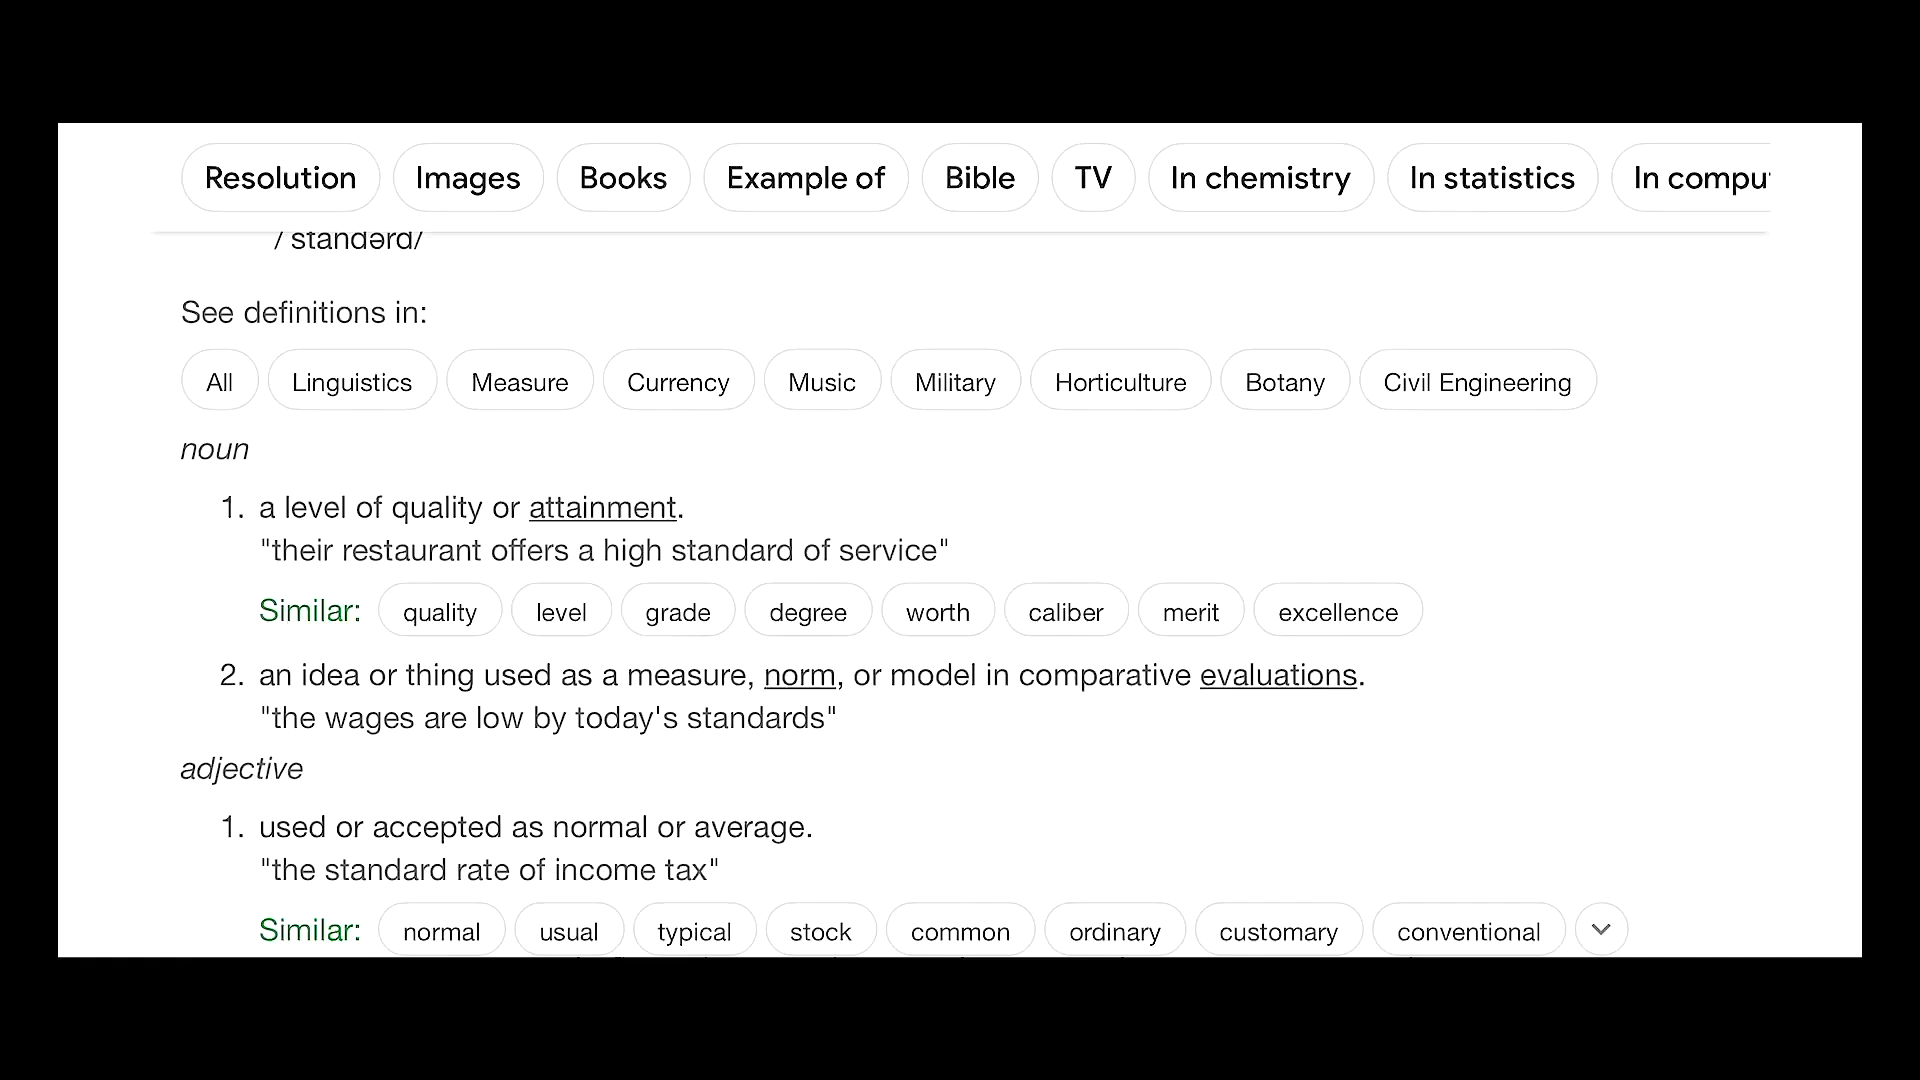 Resolution Images Books Example of Bible TV In chemistry In statistics In compu
/ˈstandərd/
See definitions in:
All Linguistics Measure Currency Music Military Horticulture Botany Civil Engineering
noun
1. a level of quality or attainment.
"their restaurant offers a high standard of service"
Similar: quality level grade degree worth caliber merit excellence
2. an idea or thing used as a measure, norm, or model in comparative evaluations.
"the wages are low by today's standards"
adjective
1. used or accepted as normal or average.
"the standard rate of income tax"
Similar: normal usual typical stock common ordinary customary conventional